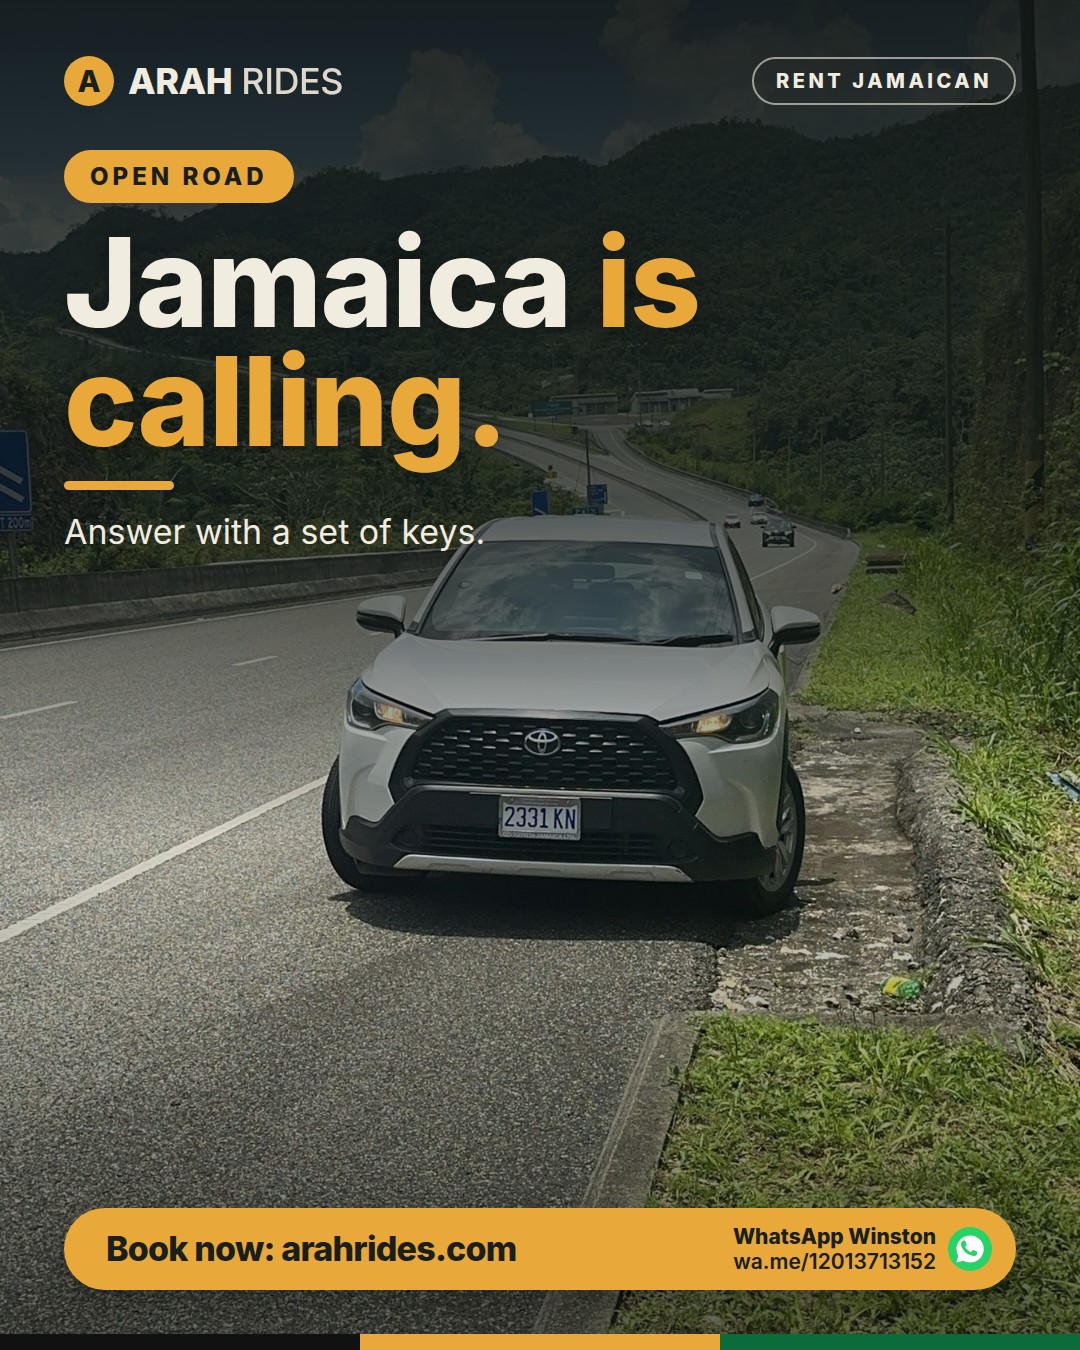 A ARAH RIDES
RENT JAMAICAN
OPEN ROAD
Jamaica is
calling.
T 200m
Answer with a set of keys.
2331 KN
Book now: arahrides.com
WhatsApp Winston
wa.me/12013713152